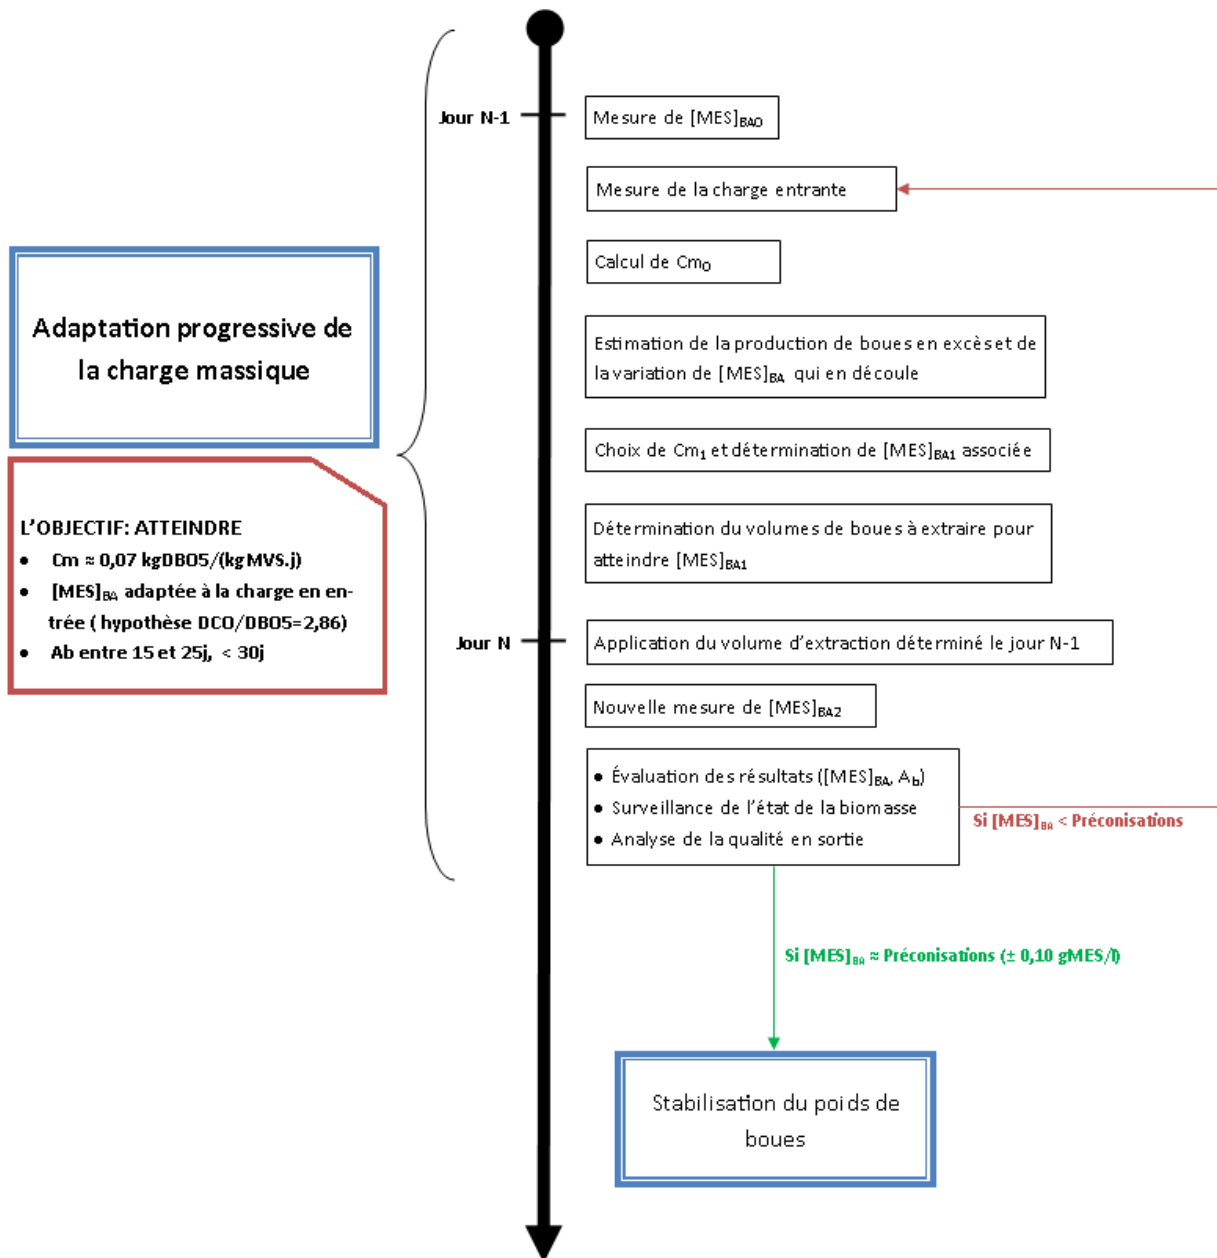 Jour N-1
Mesure de [MES]BA0
Mesure de la charge entrante
Calcul de Cm0
Adaptation progressive de
la charge massique
Estimation de la production de boues en excès et de
la variation de [MES]BA qui en découle
Choix de Cm1 et détermination de [MES]BA1 associée
L'OBJECTIF: ATTEINDRE
• Cm ≈ 0,07 kgDBO5/(kgMVS.j)
• [MES]BA adaptée à la charge en en-
trée ( hypothèse DCO/DBO5=2,86)
• Ab entre 15 et 25j, < 30j
Détermination du volumes de boues à extraire pour
atteindre [MES]BA1
Jour N
Application du volume d'extraction déterminé le jour N-1
Nouvelle mesure de [MES]BA2
• Évaluation des résultats ([MES]BA, Ab)
• Surveillance de l'état de la biomasse
• Analyse de la qualité en sortie
Si [MES]BA < Préconisations
Si [MES]BA ≈ Préconisations (± 0,10 gMES/l)
Stabilisation du poids de
boues